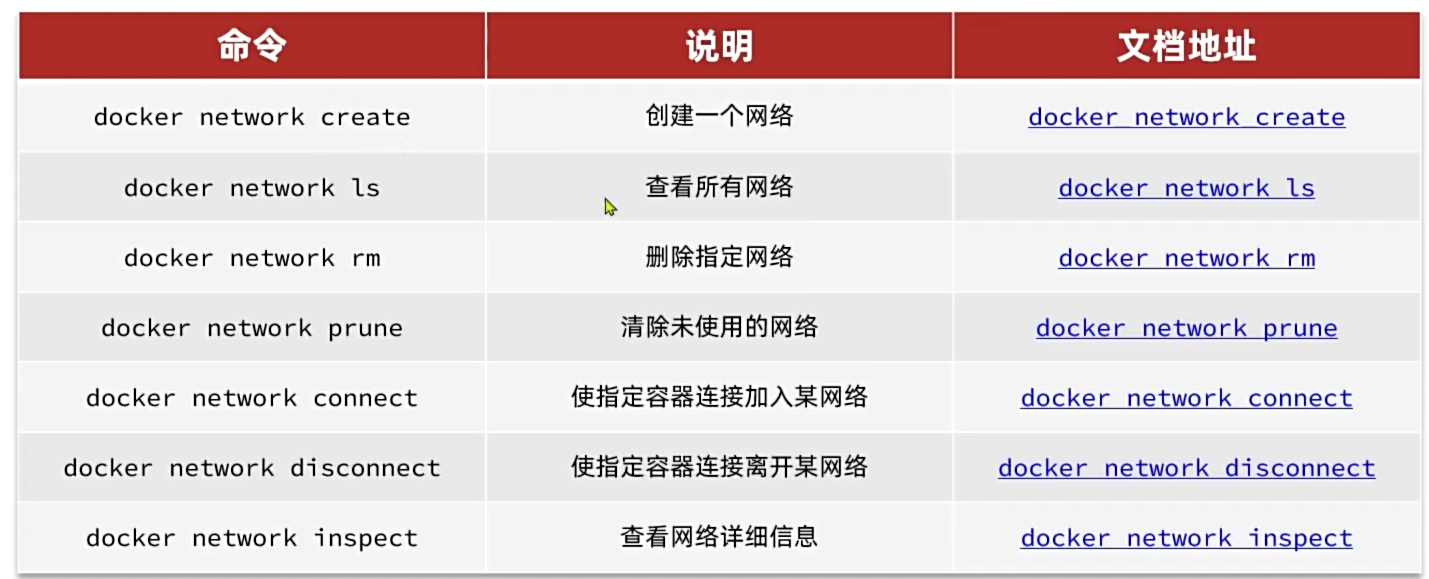 命令 说明 文档地址
docker network create 创建一个网络 docker_network_create
docker network ls 查看所有网络 docker network ls
docker network rm 删除指定网络 docker network rm
docker network prune 清除未使用的网络 docker network prune
docker network connect 使指定容器连接加入某网络 docker network connect
docker network disconnect 使指定容器连接离开某网络 docker network disconnect
docker network inspect 查看网络详细信息 docker network inspect